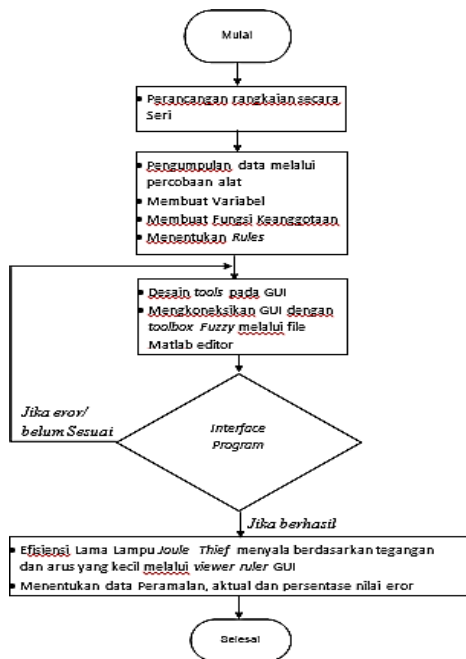 Mulai
• Perancangan rangkaian secara
Seri
• Pengumpulan data melalui
percobaan alat
• Membuat Variabel
• Membuat Fungsi Keanggotaan
• Menentukan Rules
• Desain tools pada GUI
• Mengkoneksikan GUI dengan
toolbox Fuzzy melalui file
Matlab editor
Jika eror/
belum Sesuai
Interface
Program
Jika berhasil
• Efisiensi Lama Lampu Joule Thief menyala berdasarkan tegangan
dan arus yang kecil melalui viewer ruler GUI
• Menentukan data Peramalan, aktual dan persentase nilai eror
Selesai